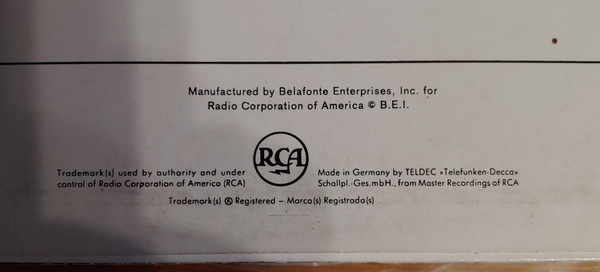 Manufactured by Belafonte Enterprises, Inc. for
Radio Corporation of America © B.E.I.
RCA
Trademark(s) used by authority and under
control of Radio Corporation of America (RCA)
Made in Germany by TELDEC »Telefunken-Decca«
Schallpl.-Ges.mbH., from Master Recordings of RCA
Trademark(s) ® Registered – Marca(s) Registrada(s)